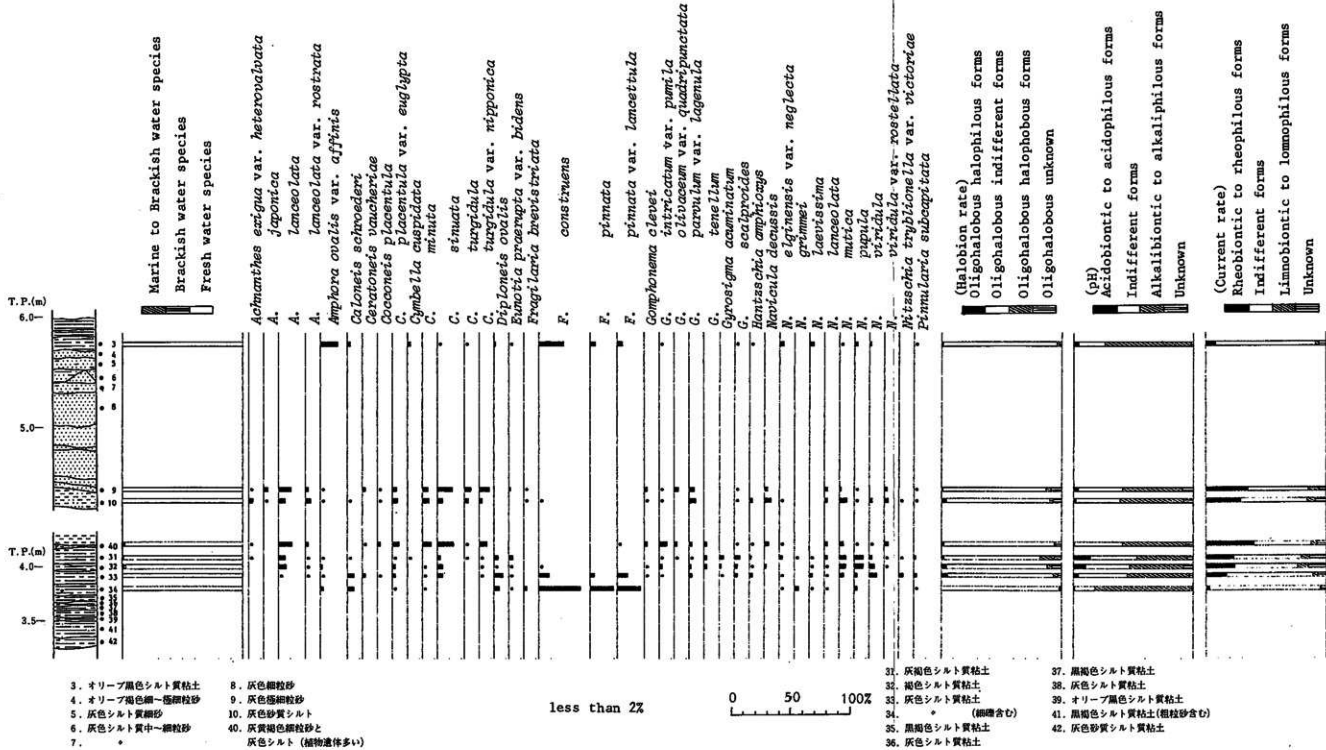 Marine to Brackish water species
Brackish water species
Fresh water species
Achnanthes exigua var. heterovalvata
A. japonica
A. lanceolata
A. lanceolata var. rostrata
Amphora ovalis var. affinis
Caloneis schroederi
Ceratoneis vaucheriae
Cocconeis placentula
C. placentula var. euglypta
Cymbella cuspidata
C. minuta
C. sinuata
C. turgidula
C. turgidula var. nipponica
Diploneis ovalis
Eunotia praerupta var. bidens
Fragilaria brevistriata
F. construens
F. pinnata
F. pinnata var. lancettula
Gomphonema clevei
G. intricatum var. pumila
G. olivaceum var. quadripunctata
G. parvulum var. lagenula
G. tenellum
Gyrosigma acuminatum
G. scalproides
Hantzschia amphioxys
Navicula decussis
N. elginensis var. neglecta
N. grimmei
N. laevissima
N. lanceolata
N. mutica
N. pupula
N. viridula
N. viridula var. rostellata
Nitzschia tryblionella var. victoriae
Pinnularia subcapitata
(Halobion rate)
Oligohalobous halophilous forms
Oligohalobous indifferent forms
Oligohalobous halophobous forms
Oligohalobous unknown
(pH)
Acidobiontic to acidophilous forms
Indifferent forms
Alkalibiontic to alkaliphilous forms
Unknown
(Current rate)
Rheobiontic to rheophilous forms
Indifferent forms
Limnobiontic to lomnophilous forms
Unknown
T.P.(m)
6.0
3
4
5
6
7
8
5.0
9
10
T.P.(m)
40
31
4.0
32
33
34
35
3.5
39
41
42
3. オリーブ黒色シルト質粘土
4. オリーブ褐色細〜極細粒砂
5. 灰色シルト質細砂
6. 灰色シルト質中〜細粒砂
7. 〃
8. 灰色細粒砂
9. 灰色極細粒砂
10. 灰色砂質シルト
40. 灰黄褐色細粒砂と
灰色シルト (植物遺体多い)
less than 2%
0 50 100%
31. 灰褐色シルト質粘土
32. 褐色シルト質粘土
33. 灰色シルト質粘土
34. 〃 (細礫含む)
35. 黒褐色シルト質粘土
36. 灰色シルト質粘土
37. 黒褐色シルト質粘土
38. 灰色シルト質粘土
39. オリーブ黒色シルト質粘土
41. 黒褐色シルト質粘土(粗粒砂含む)
42. 灰色砂質シルト質粘土